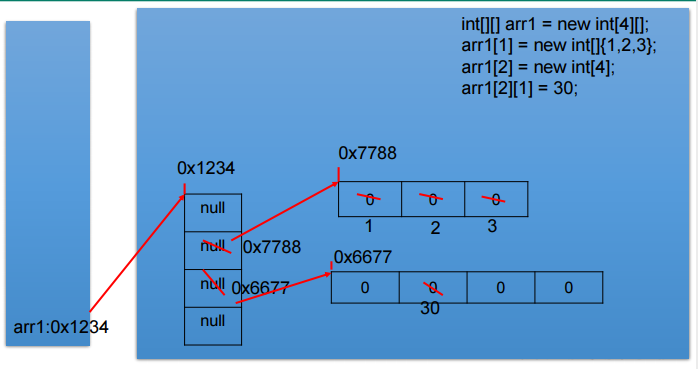 int[][] arr1 = new int[4][];
arr1[1] = new int[]{1,2,3};
arr1[2] = new int[4];
arr1[2][1] = 30;
0x7788
0x1234
0 0 0
null
1 2 3
null 0x7788
0x6677
null 0x6677
0 0 0 0
30
null
arr1:0x1234